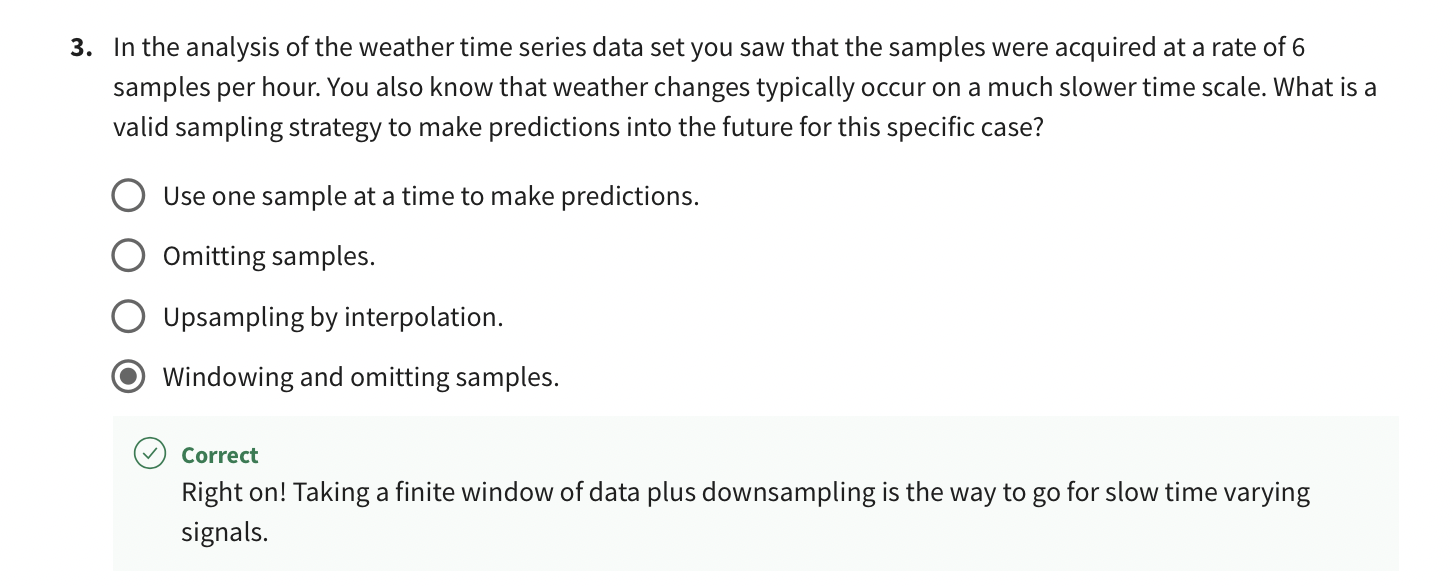 3. In the analysis of the weather time series data set you saw that the samples were acquired at a rate of 6
samples per hour. You also know that weather changes typically occur on a much slower time scale. What is a
valid sampling strategy to make predictions into the future for this specific case?
Use one sample at a time to make predictions.
Omitting samples.
Upsampling by interpolation.
Windowing and omitting samples.
Correct
Right on! Taking a finite window of data plus downsampling is the way to go for slow time varying
signals.